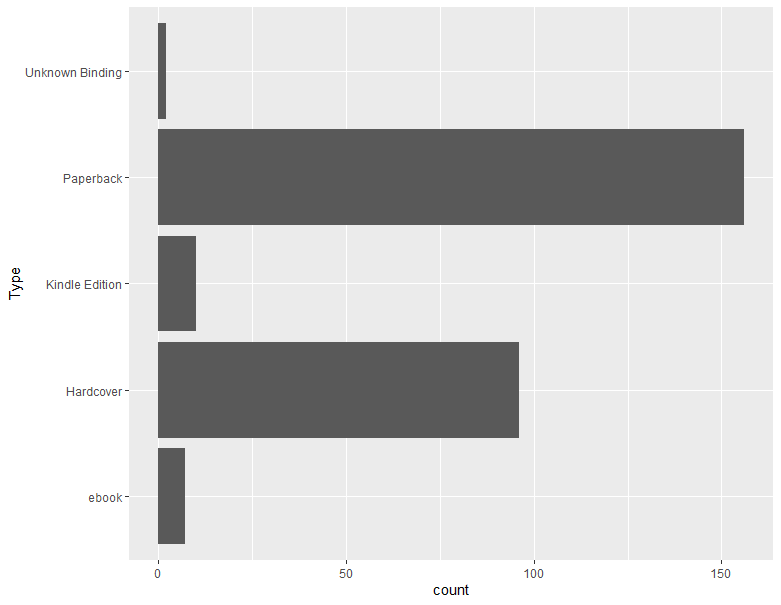 Unknown Binding
Paperback
Kindle Edition
Hardcover
ebook
Type
0 50 100 150
count